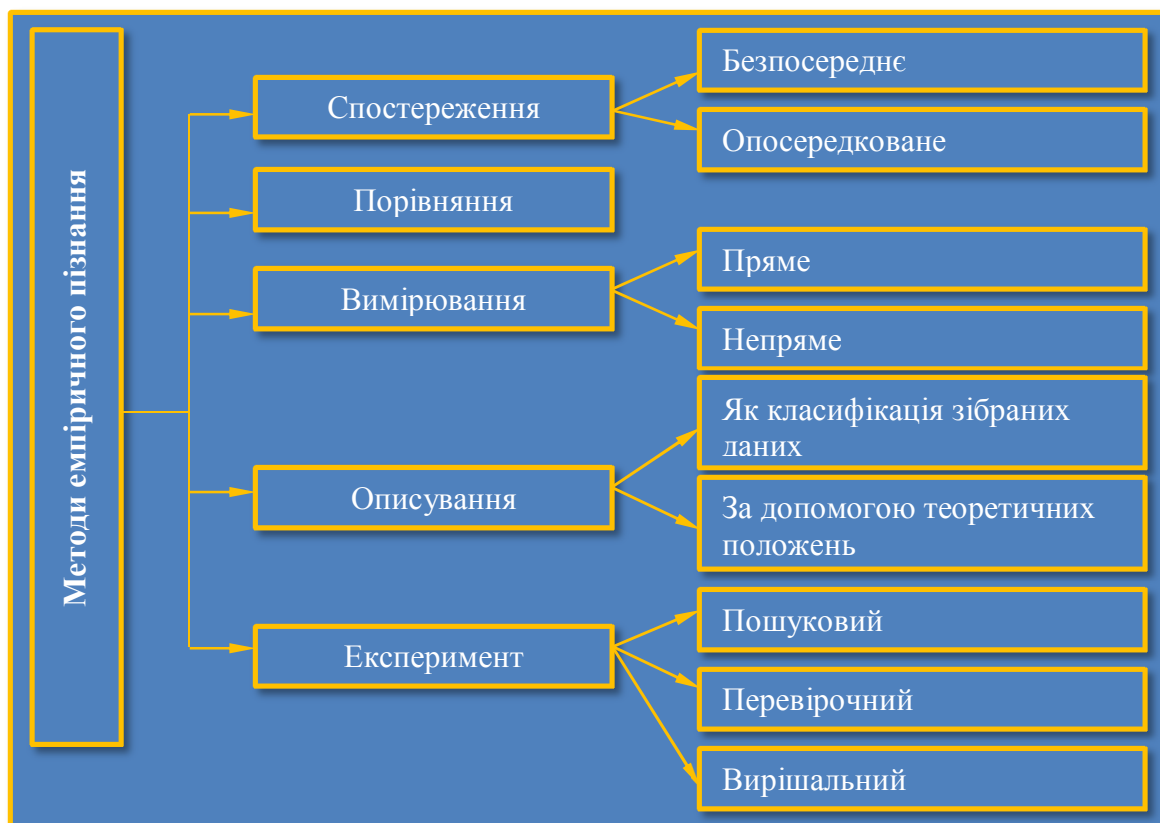 Методи емпіричного пізнання
Спостереження
Безпосереднє
Опосередковане
Порівняння
Вимірювання
Пряме
Непряме
Описування
Як класифікація зібраних
даних
За допомогою теоретичних
положень
Експеримент
Пошуковий
Перевірочний
Вирішальний